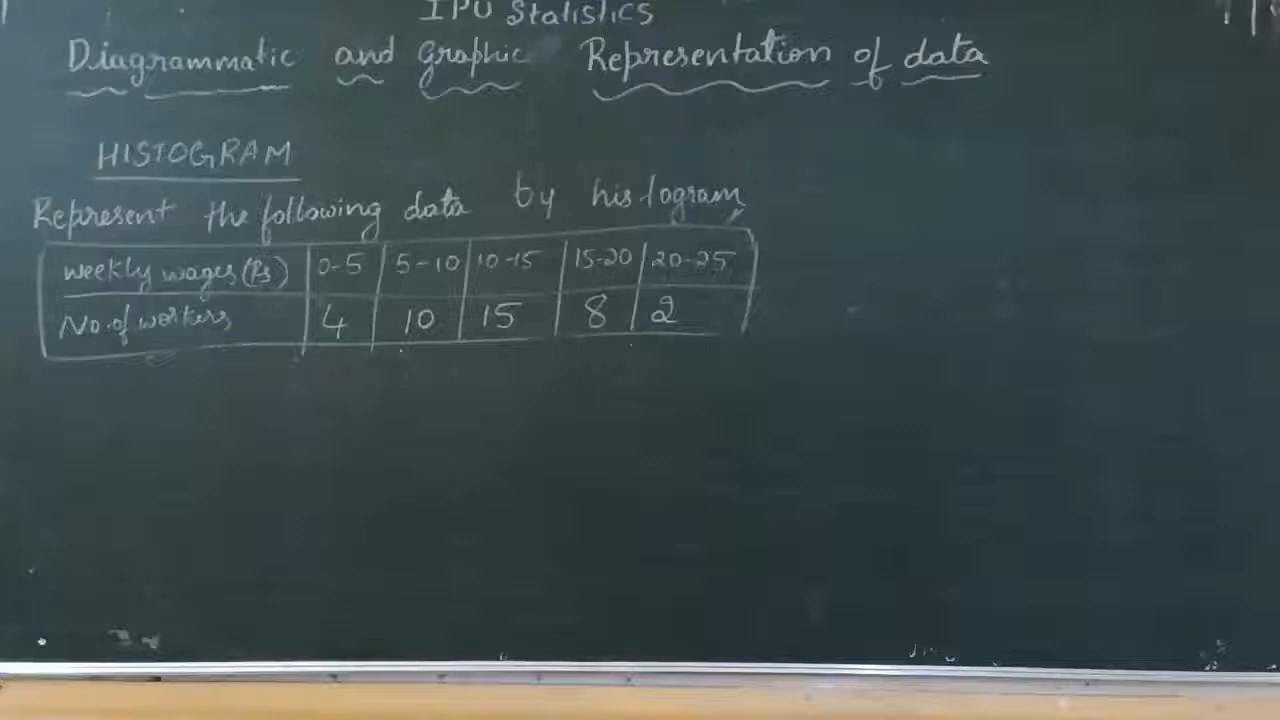 IPU Statistics
Diagrammatic and Graphic Representation of data
HISTOGRAM
Represent the following data by histogram
Weekly wages (Rs) 0-5 5-10 10-15 15-20 20-25
No. of workers 4 10 15 8 2